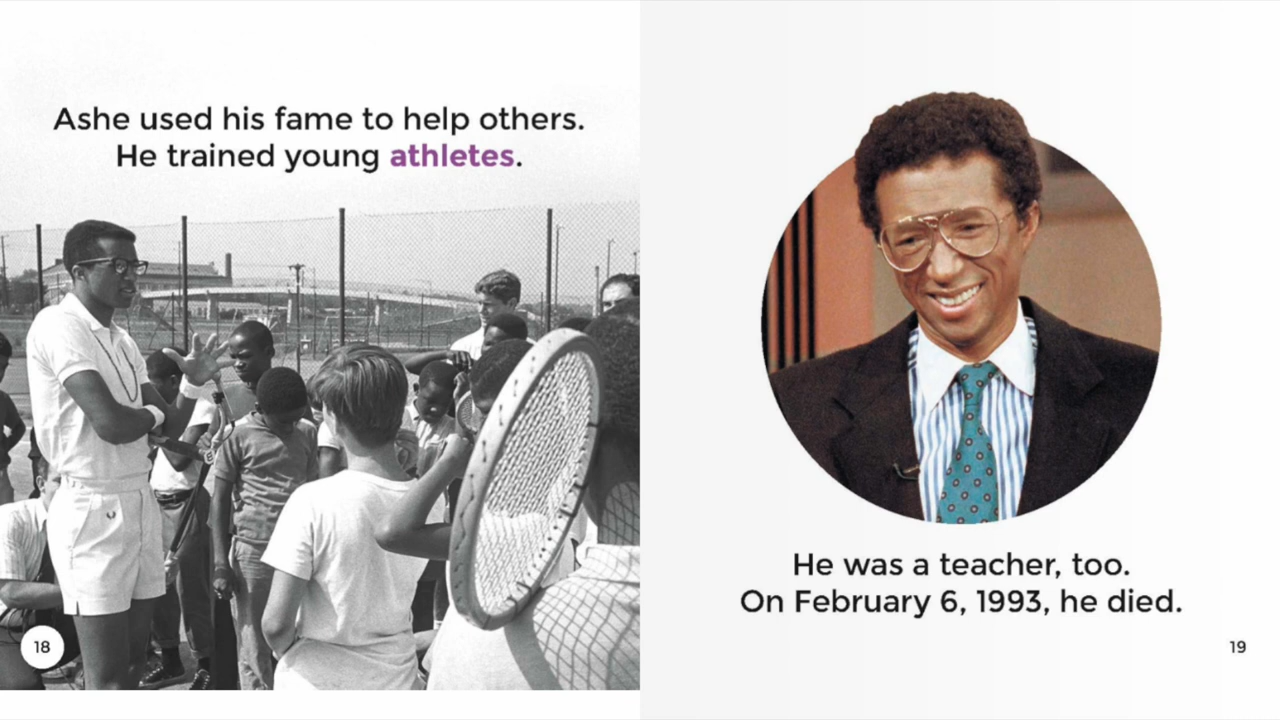 Ashe used his fame to help others.
He trained young athletes.
18
He was a teacher, too.
On February 6, 1993, he died.
19